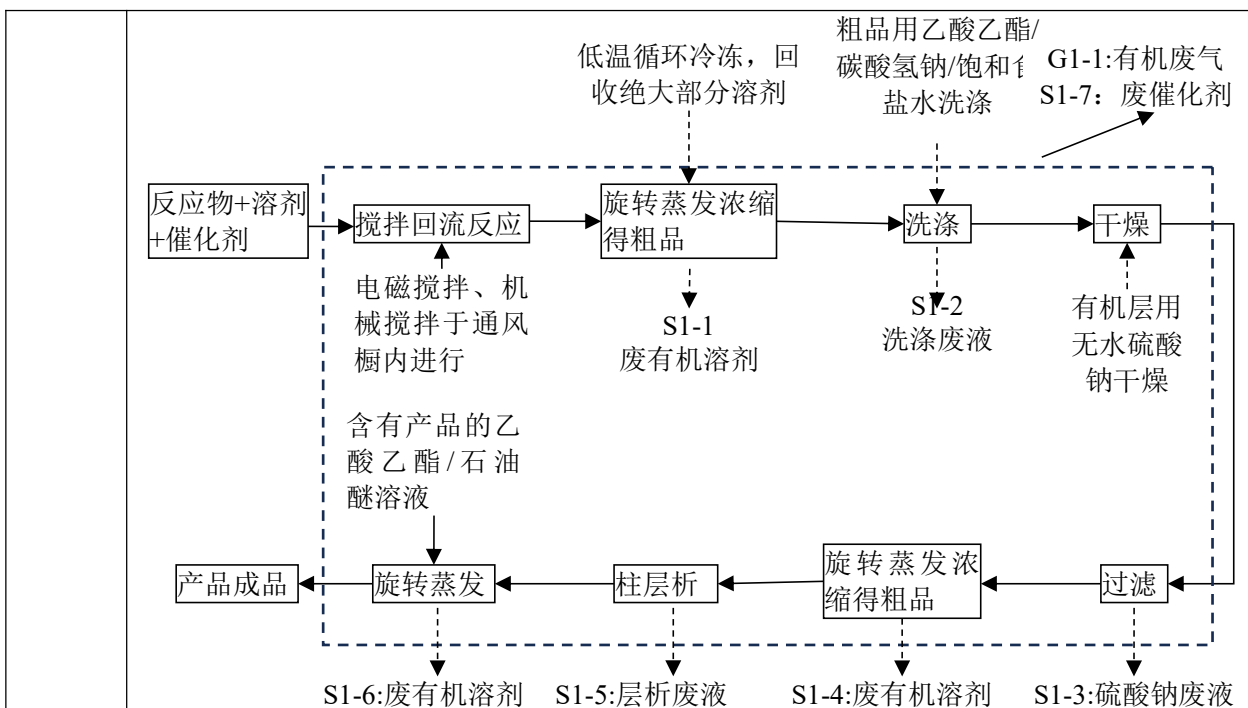 低温循环冷冻，回
收绝大部分溶剂
粗品用乙酸乙酯/
碳酸氢钠/饱和食
盐水洗涤
G1-1:有机废气
S1-7：废催化剂
反应物+溶剂
+催化剂
搅拌回流反应
旋转蒸发浓缩
得粗品
洗涤
干燥
电磁搅拌、机
械搅拌于通风
橱内进行
S1-1
废有机溶剂
S1-2
洗涤废液
有机层用
无水硫酸
钠干燥
含有产品的乙
酸乙酯/石油
醚溶液
产品成品
旋转蒸发
柱层析
旋转蒸发浓
缩得粗品
过滤
S1-6:废有机溶剂
S1-5:层析废液
S1-4:废有机溶剂
S1-3:硫酸钠废液